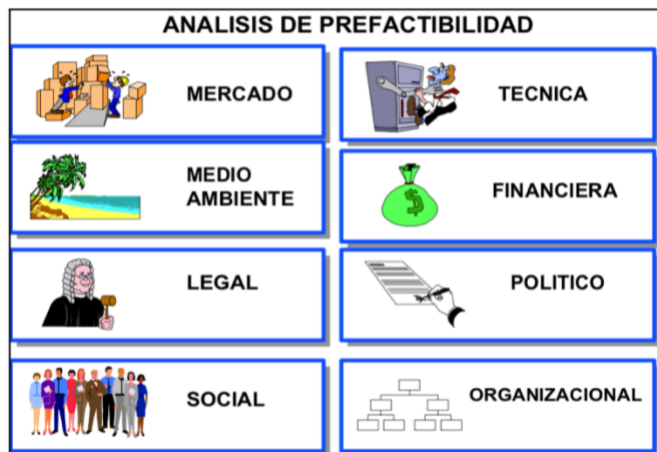 ANALISIS DE PREFACTIBILIDAD
MERCADO
TECNICA
MEDIO
AMBIENTE
FINANCIERA
LEGAL
POLITICO
SOCIAL
ORGANIZACIONAL